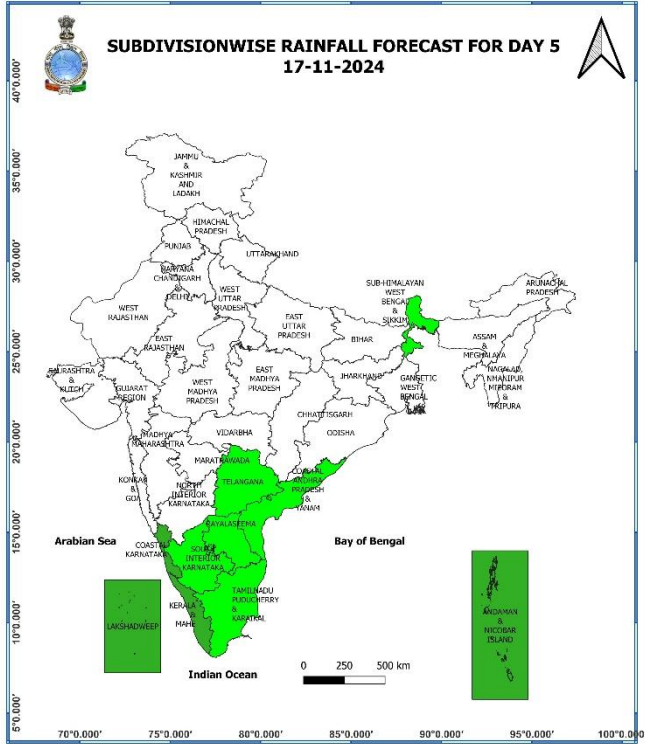 SUBDIVISIONWISE RAINFALL FORECAST FOR DAY 5
17-11-2024
40°0.000'
35°0.000'
30°0.000'
25°0.000'
20°0.000'
15°0.000'
10°0.000'
5°0.000'
JAMMU
&
KASHMIR
AND
LADAKH
HIMACHAL
PRADESH
PUNJAB
UTTARAKHAND
HARYANA
CHANDIGARH
&
DELHI
WEST
UTTAR
PRADESH
WEST
RAJASTHAN
EAST
RAJASTHAN
EAST
UTTAR
PRADESH
SUB-HIMALAYAN
WEST
BENGAL
&
SIKKIM
ARUNACHAL
PRADESH
BIHAR
ASSAM
&
MEGHALAYA
NAGALAD,
NMANIPUR
MIZORAM
&
TRIPURA
SAURASHTRA
&
KUTCH
GUJARAT
REGION
WEST
MADHYA
PRADESH
EAST
MADHYA
PRADESH
JHARKHAND
GANGETIC
WEST
BENGAL
CHHATTISGARH
ODISHA
VIDARBHA
MADHYA
MAHARASHTRA
MARATHWADA
KONKAN
&
GOA
NORTH
INTERIOR
KARNATAKA
TELANGANA
COASTAL
ANDHRA
PRADESH
&
YANAM
RAYALASEEMA
Arabian Sea
COASTAL
KARNATAKA
SOUTH
INTERIOR
KARNATAKA
Bay of Bengal
TAMILNADU
PUDUCHERRY
&
KARAIKAL
KERALA
&
MAHE
LAKSHADWEEP
ANDAMAN
&
NICOBAR
ISLAND
Indian Ocean
0 250 500 km
70°0.000' 75°0.000' 80°0.000' 85°0.000' 90°0.000' 95°0.000' 100°0.000'